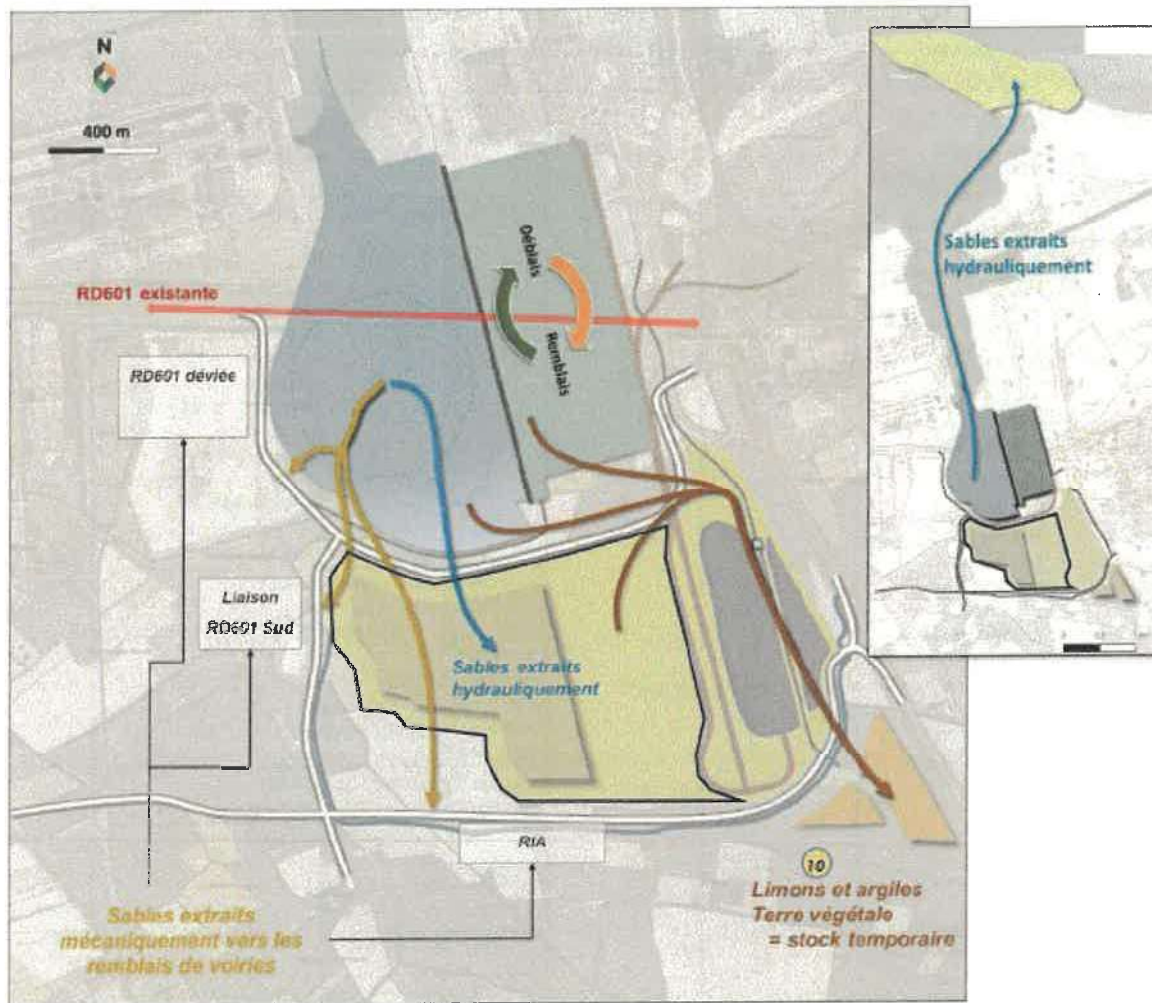 N
400 m
RD601 existante
Déblais
Remblais
RD601 déviée
Liaison
RD601 Sud
Sables extraits
hydrauliquement
RIA
Sables extraits
mécaniquement vers les
remblais de voiries
10
Limons et argiles
Terre végétale
= stock temporaire
Sables extraits
hydrauliquement